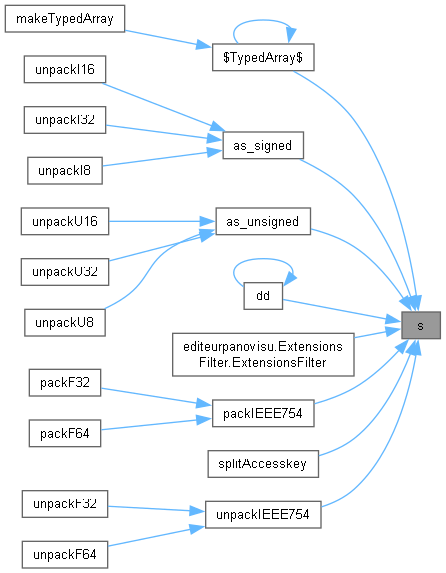 makeTypedArray
$TypedArray$
unpackI16
unpackI32
as_signed
unpackI8
unpackU16
as_unsigned
unpackU32
unpackU8
dd
s
editeurpanovisu.Extensions
Filter.ExtensionsFilter
packF32
packIEEE754
packF64
splitAccesskey
unpackF32
unpackIEEE754
unpackF64